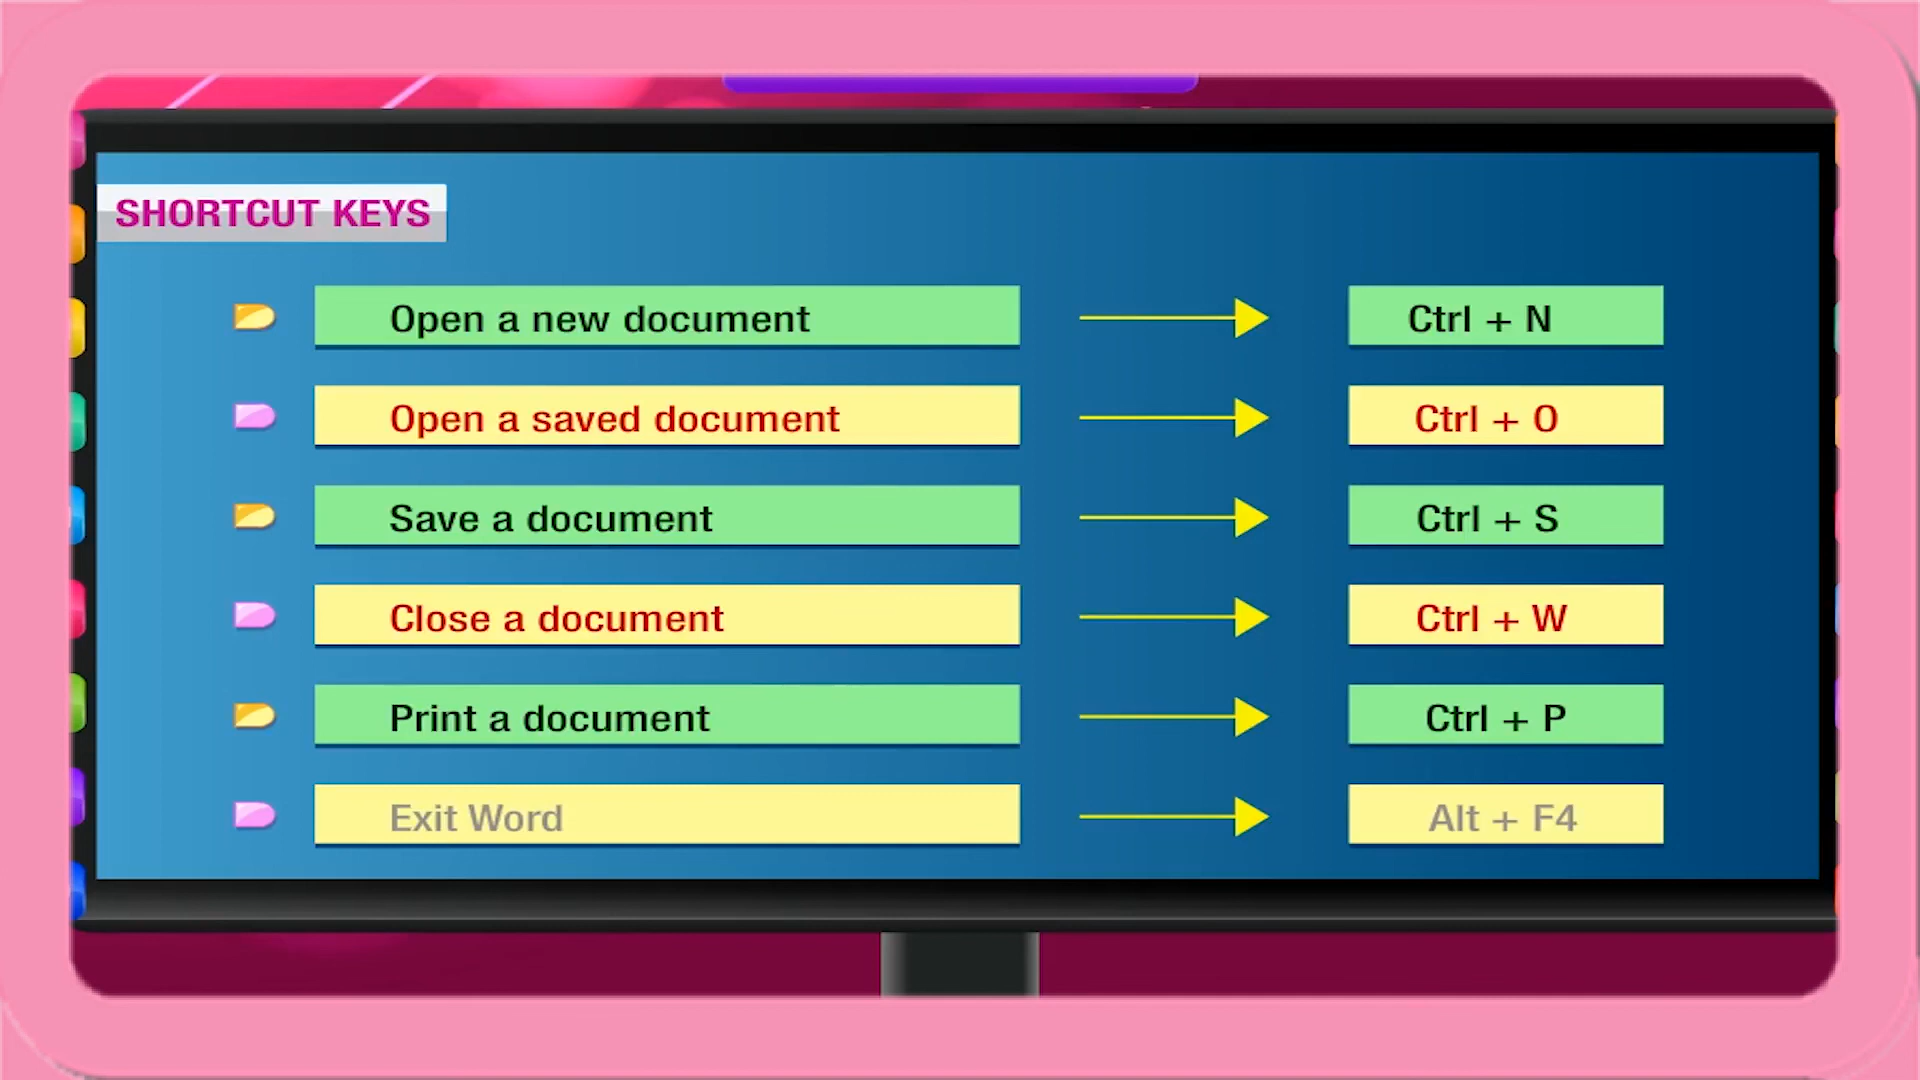 SHORTCUT KEYS
Open a new document Ctrl + N
Open a saved document Ctrl + O
Save a document Ctrl + S
Close a document Ctrl + W
Print a document Ctrl + P
Exit Word Alt + F4